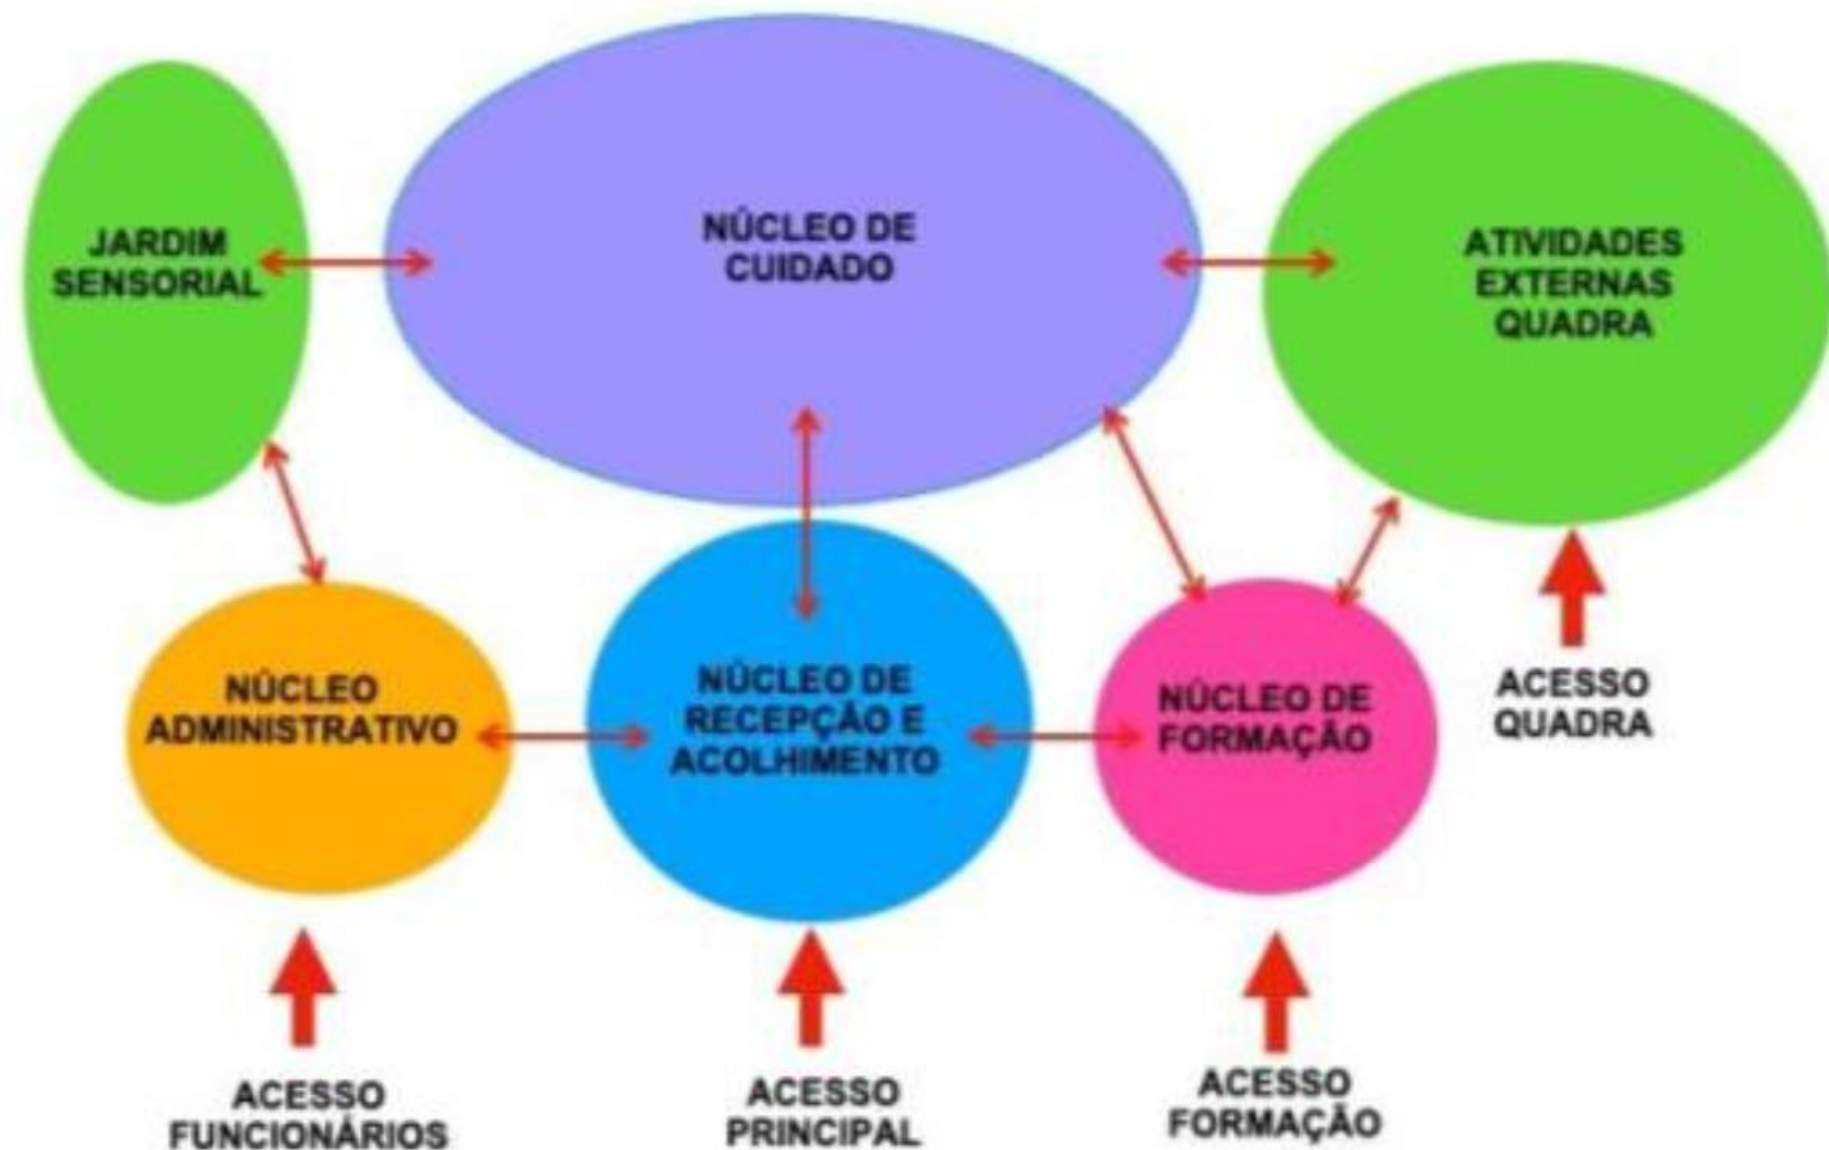 JARDIM
SENSORIAL
NÚCLEO DE
CUIDADO
ATIVIDADES
EXTERNAS
QUADRA
NÚCLEO
ADMINISTRATIVO
NÚCLEO DE
RECEPÇÃO E
ACOLHIMENTO
NÚCLEO DE
FORMAÇÃO
ACESSO
QUADRA
ACESSO
FUNCIONÁRIOS
ACESSO
PRINCIPAL
ACESSO
FORMAÇÃO